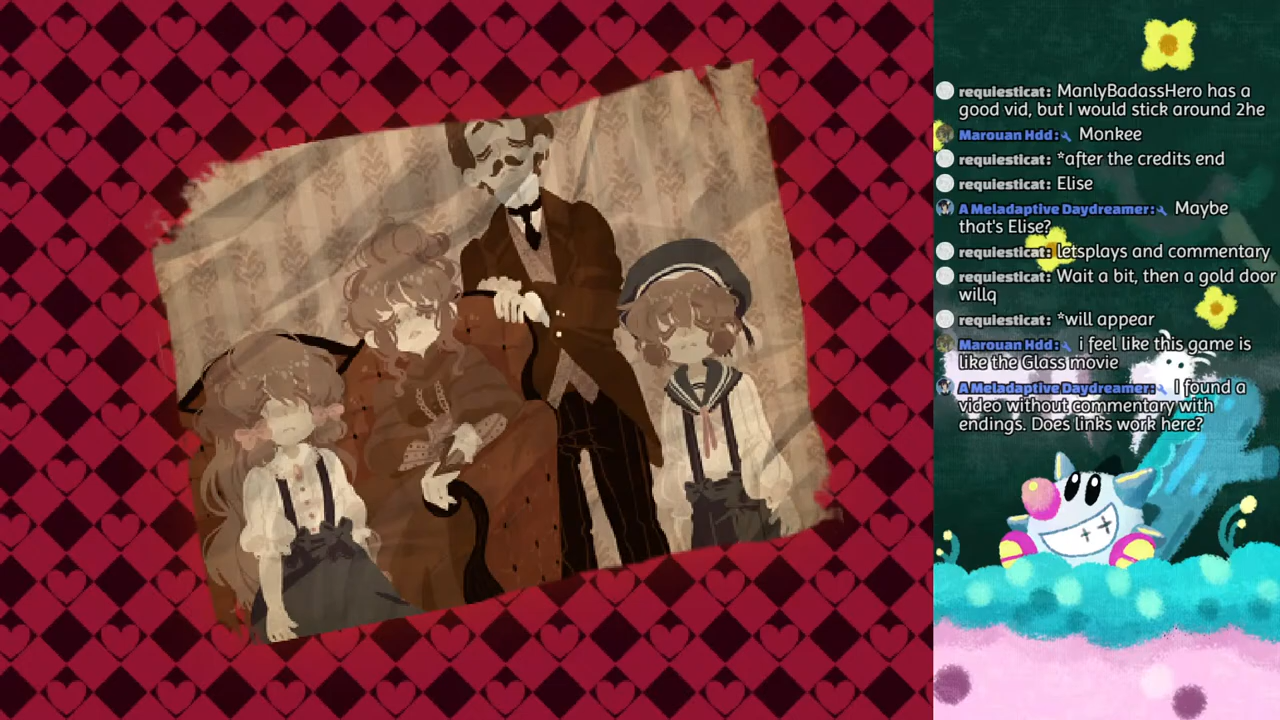 requiesticat: ManlyBadassHero has a
good vid, but I would stick around 2he
Marouan Hdd: Monkee
requiesticat: *after the credits end
requiesticat: Elise
A Meladaptive Daydreamer: Maybe
that's Elise?
requiesticat: letsplays and commentary
requiesticat: Wait a bit, then a gold door
willq
requiesticat: *will appear
Marouan Hdd: i feel like this game is
like the Glass movie
A Meladaptive Daydreamer: I found a
video without commentary with
endings. Does links work here?